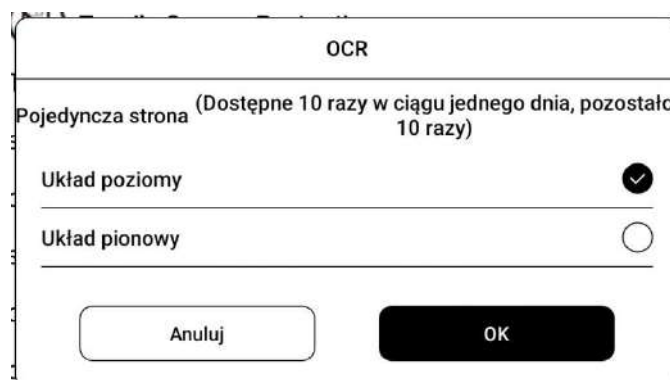 OCR
Pojedyncza strona (Dostępne 10 razy w ciągu jednego dnia, pozostało
10 razy)
Układ poziomy
Układ pionowy
Anuluj
OK